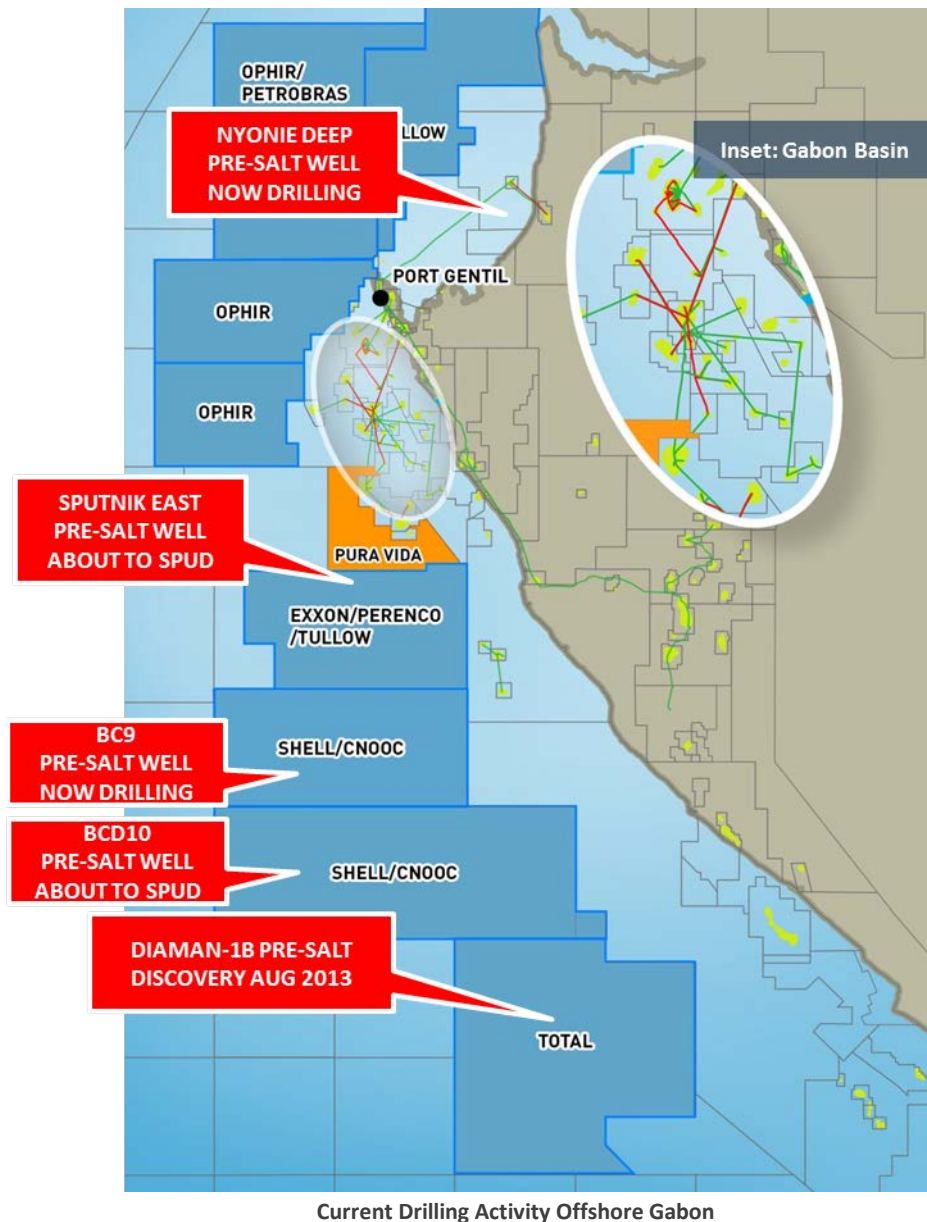 OPHIR/
PETROBRAS
LLOW
NYONIE DEEP
PRE-SALT WELL
NOW DRILLING
Inset: Gabon Basin
PORT GENTIL
OPHIR
OPHIR
SPUTNIK EAST
PRE-SALT WELL
ABOUT TO SPUD
PURA VIDA
EXXON/PERENCO
/TULLOW
BC9
PRE-SALT WELL
NOW DRILLING
SHELL/CNOOC
BCD10
PRE-SALT WELL
ABOUT TO SPUD
SHELL/CNOOC
DIAMAN-1B PRE-SALT
DISCOVERY AUG 2013
TOTAL
Current Drilling Activity Offshore Gabon